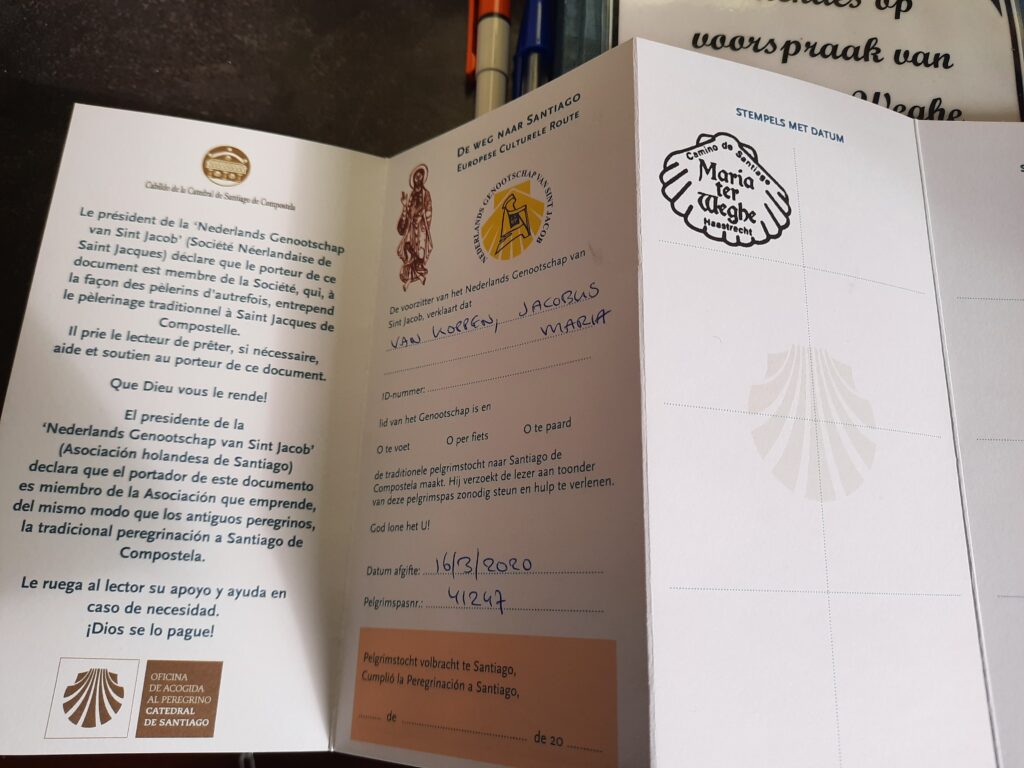 Cabildo de la Catedral de Santiago de Compostela
Le président de la ‘Nederlands Genootschap
van Sint Jacob’ (Société Néerlandaise de
Saint Jacques) déclare que le porteur de ce
document est membre de la Société, qui, à
la façon des pèlerins d’autrefois, entreprend
le pèlerinage traditionnel à Saint Jacques de
Compostelle.
Il prie le lecteur de prêter, si nécessaire,
aide et soutien au porteur de ce document.
Que Dieu vous le rende!
El presidente de la
‘Nederlands Genootschap van Sint Jacob’
(Asociación holandesa de Santiago)
declara que el portador de este documento
es miembro de la Asociación que emprende,
del mismo modo que los antiguos peregrinos,
la tradicional peregrinación a Santiago de
Compostela.
Le ruega al lector su apoyo y ayuda en
caso de necesidad.
¡Dios se lo pague!
OFICINA
DE ACOGIDA
AL PEREGRINO
CATEDRAL
DE SANTIAGO
De weg naar Santiago
Europese Culturele Route
NEDERLANDS GENOOTSCHAP VAN SINT JACOB
De voorzitter van het Nederlands Genootschap van
Sint Jacob, verklaart dat
VAN KOPPEN, JACOBUS
MARIA
ID-nummer:
lid van het Genootschap is en
O te voet O per fiets O te paard
de traditionele pelgrimstocht naar Santiago de
Compostela maakt. Hij verzoekt de lezer aan toonder
van deze pelgrimspas zonodig steun en hulp te verlenen.
God lone het U!
Datum afgifte: 16/3/2020
Pelgrimspasnr.: 41247
Pelgrimstocht volbracht te Santiago,
Cumplió la Peregrinación a Santiago,
de
de 20
STEMPELS MET DATUM
Camino de Santiago
Maria
ter
Weghe
Haastrecht
op
voorspraak van
Weghe